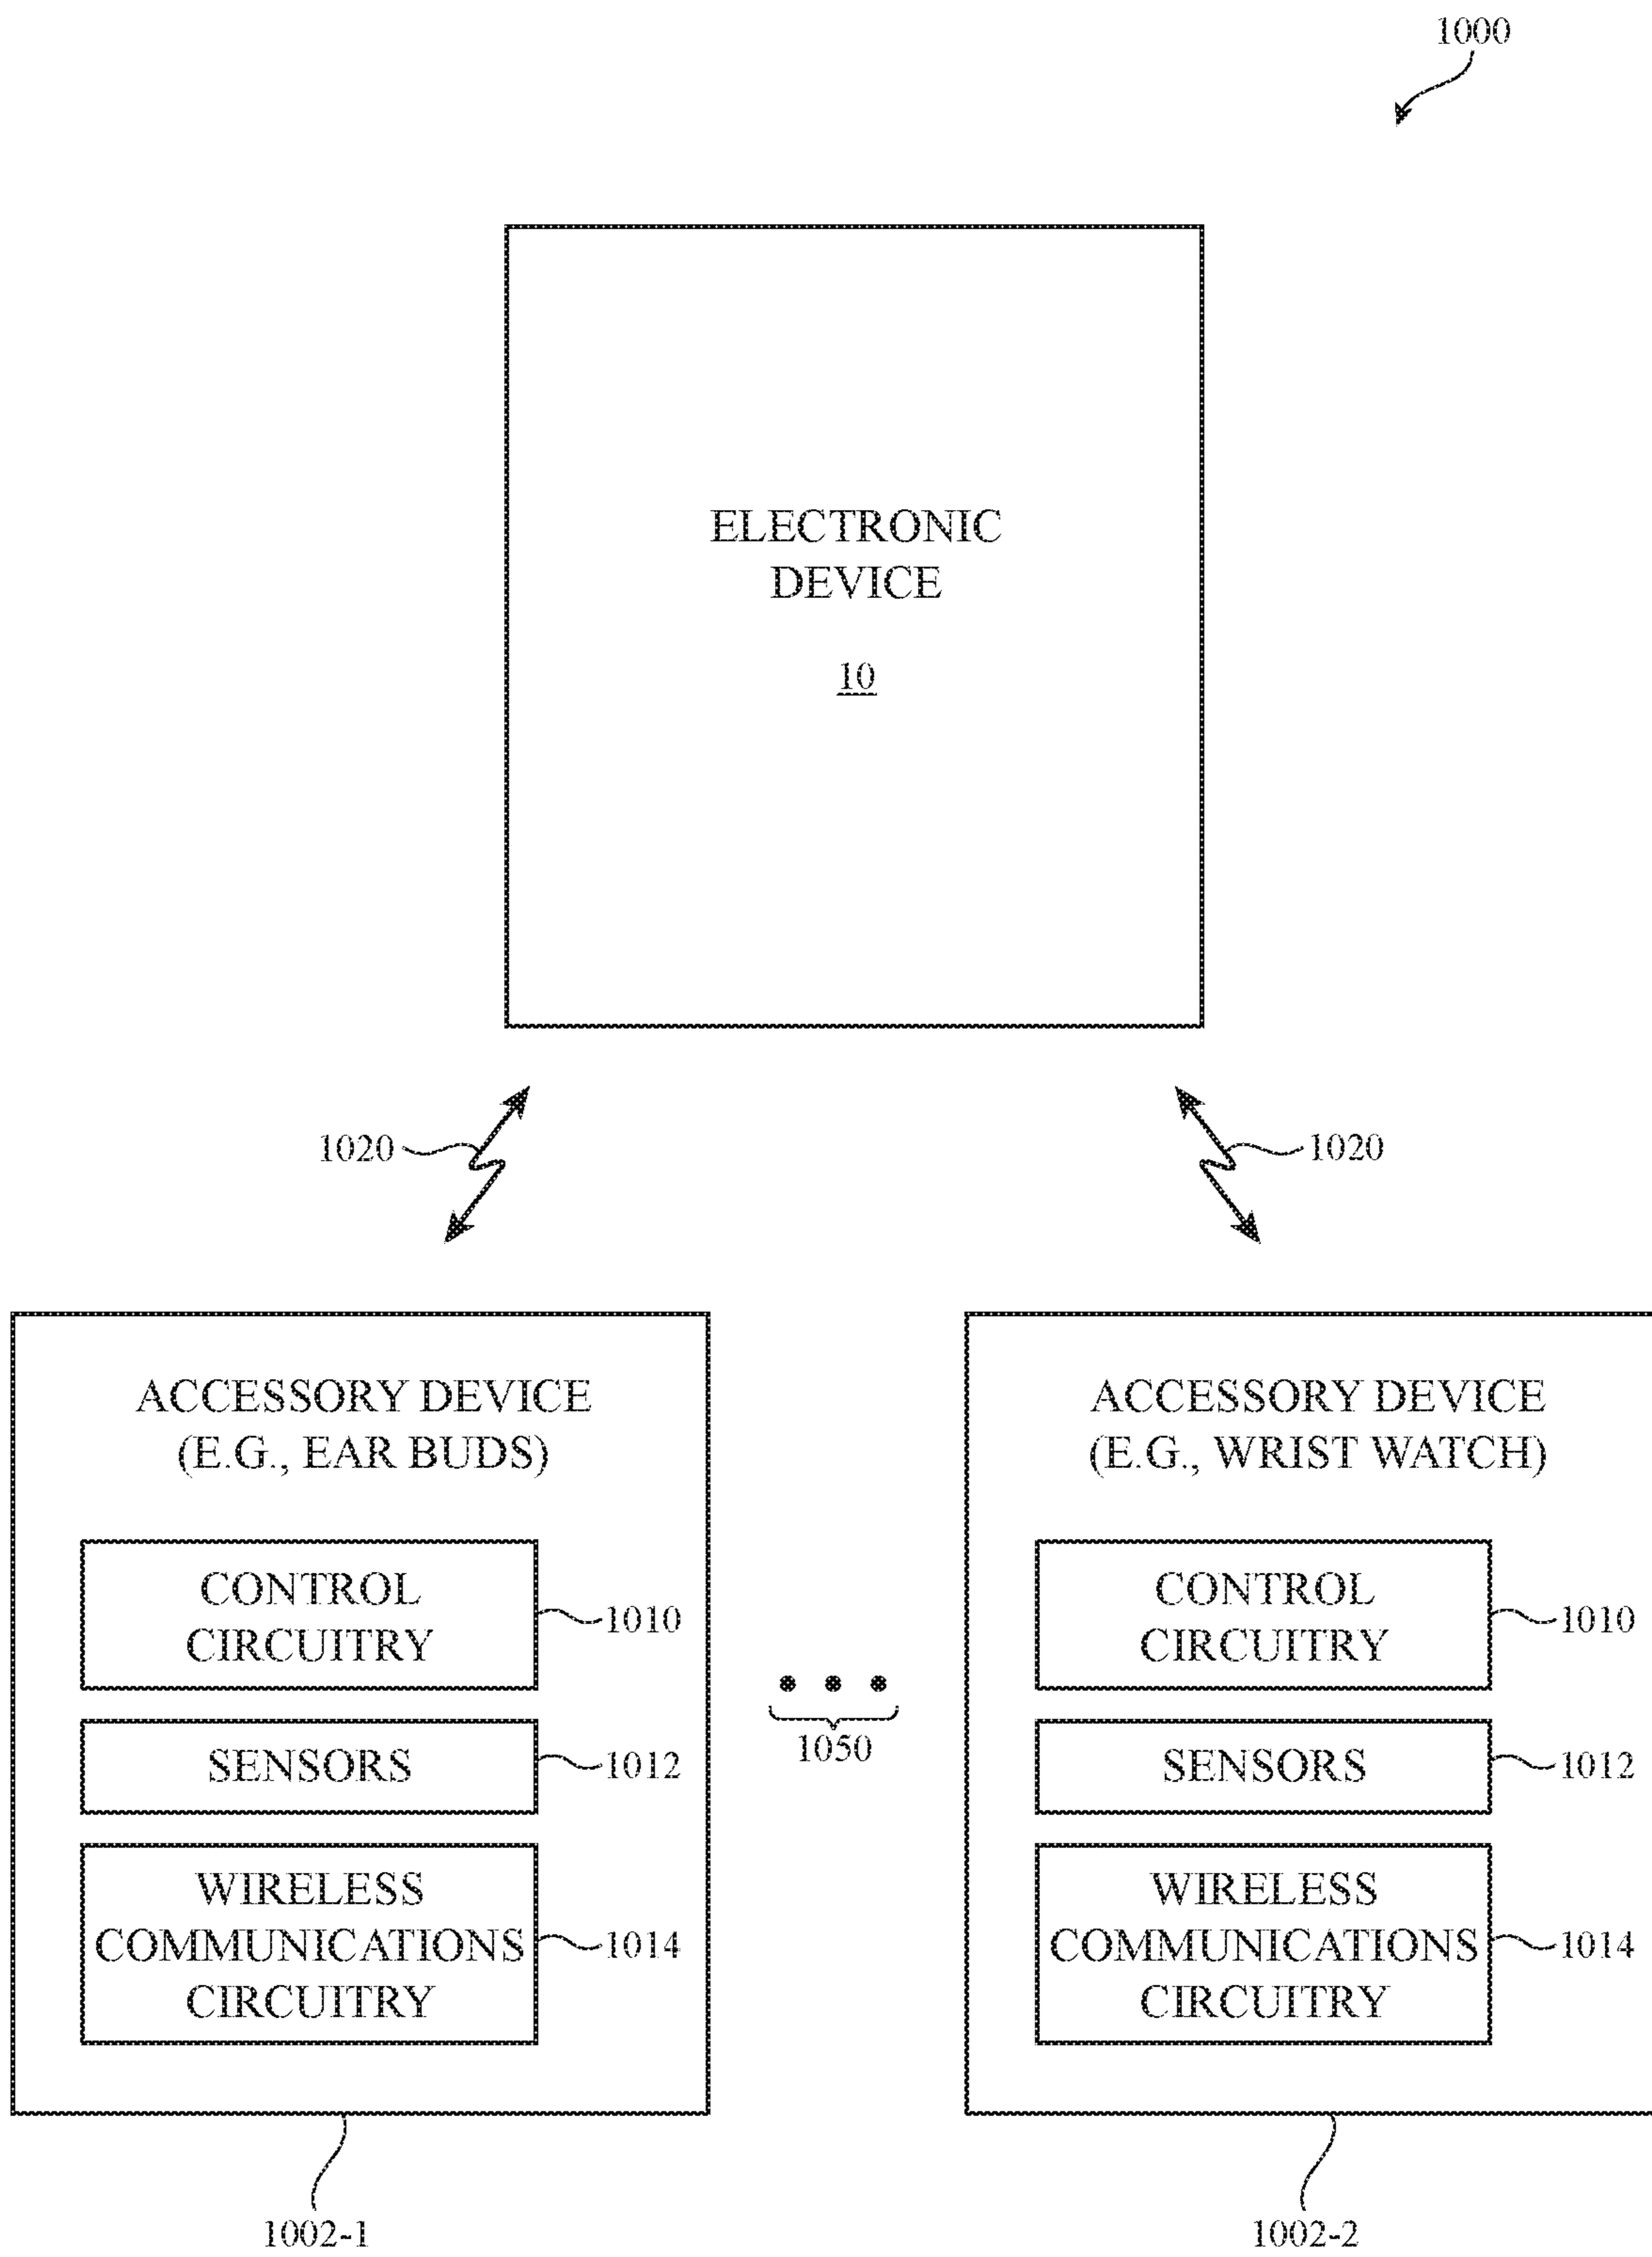 1000
ELECTRONIC
DEVICE
10
1020
1020
ACCESSORY DEVICE
(E.G., EAR BUDS)
CONTROL
CIRCUITRY
1010
SENSORS
1012
WIRELESS
COMMUNICATIONS
CIRCUITRY
1014
1002-1
1050
ACCESSORY DEVICE
(E.G., WRIST WATCH)
CONTROL
CIRCUITRY
1010
SENSORS
1012
WIRELESS
COMMUNICATIONS
CIRCUITRY
1014
1002-2